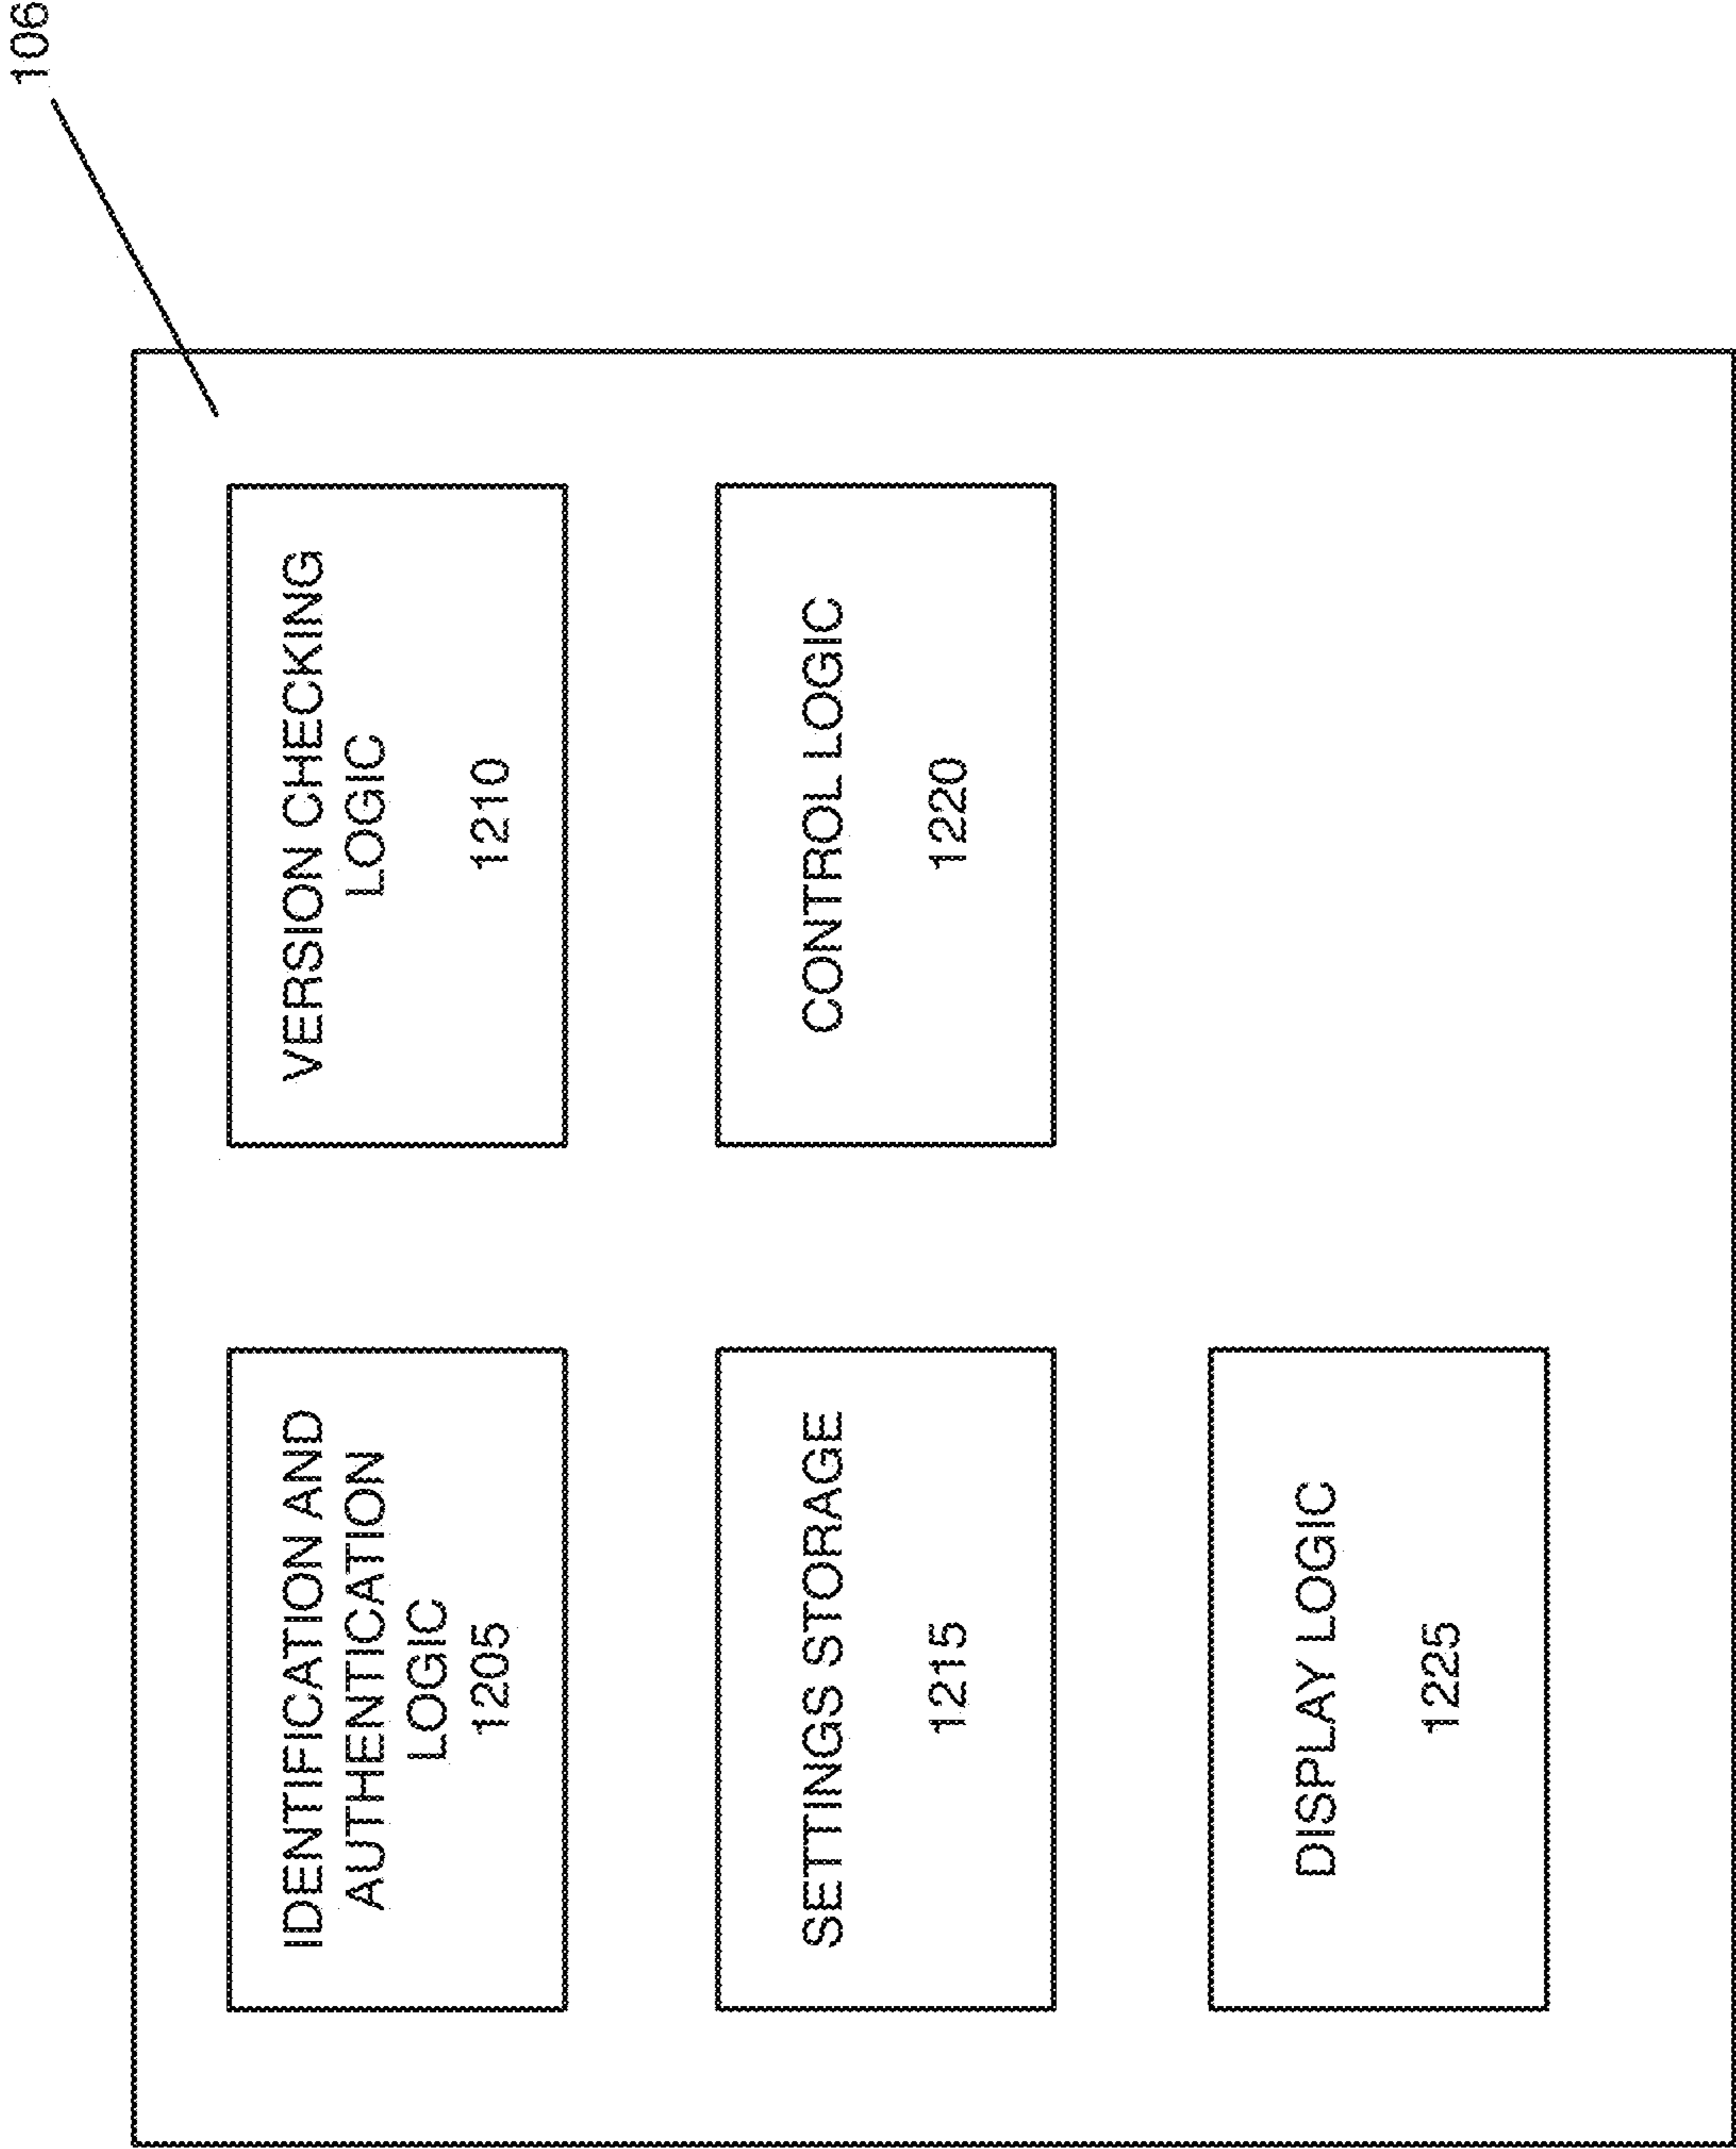 106
IDENTIFICATION AND
AUTHENTICATION
LOGIC
1205
VERSION CHECKING
LOGIC
1210
SETTINGS STORAGE
1215
CONTROL LOGIC
1220
DISPLAY LOGIC
1225